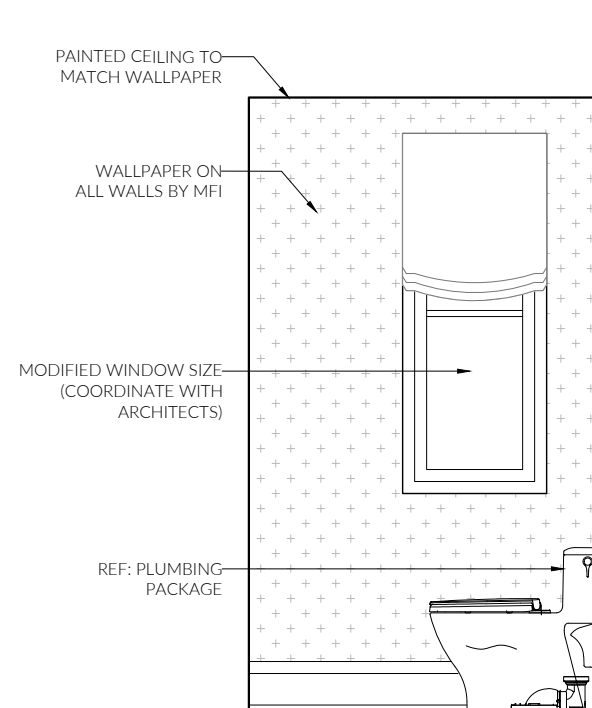 PAINTED CEILING TO
MATCH WALLPAPER
WALLPAPER ON
ALL WALLS BY MFI
MODIFIED WINDOW SIZE
(COORDINATE WITH
ARCHITECTS)
REF: PLUMBING
PACKAGE